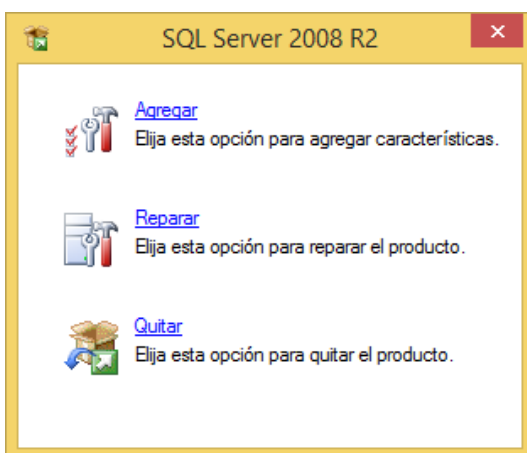 SQL Server 2008 R2
Agregar
Elija esta opción para agregar características.
Reparar
Elija esta opción para reparar el producto.
Quitar
Elija esta opción para quitar el producto.